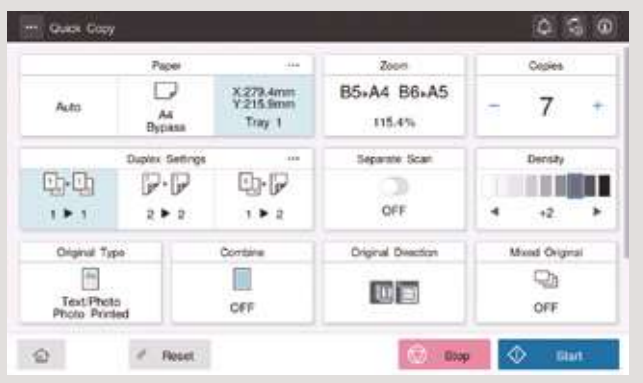 Quick Copy
Paper
Zoom
Copies
Auto
A4
Bypass
X:279.4mm
Y:215.9mm
Tray 1
B5▸A4 B6▸A5
115.4%
- 7 +
Duplex Settings
Separate Scan
Density
1 ▶ 1
2 ▶ 2
1 ▶ 2
OFF
◀ +2 ▶
Original Type
Combine
Original Direction
Mixed Original
Text/Photo
Photo Printed
OFF
OFF
Reset
Stop
Start